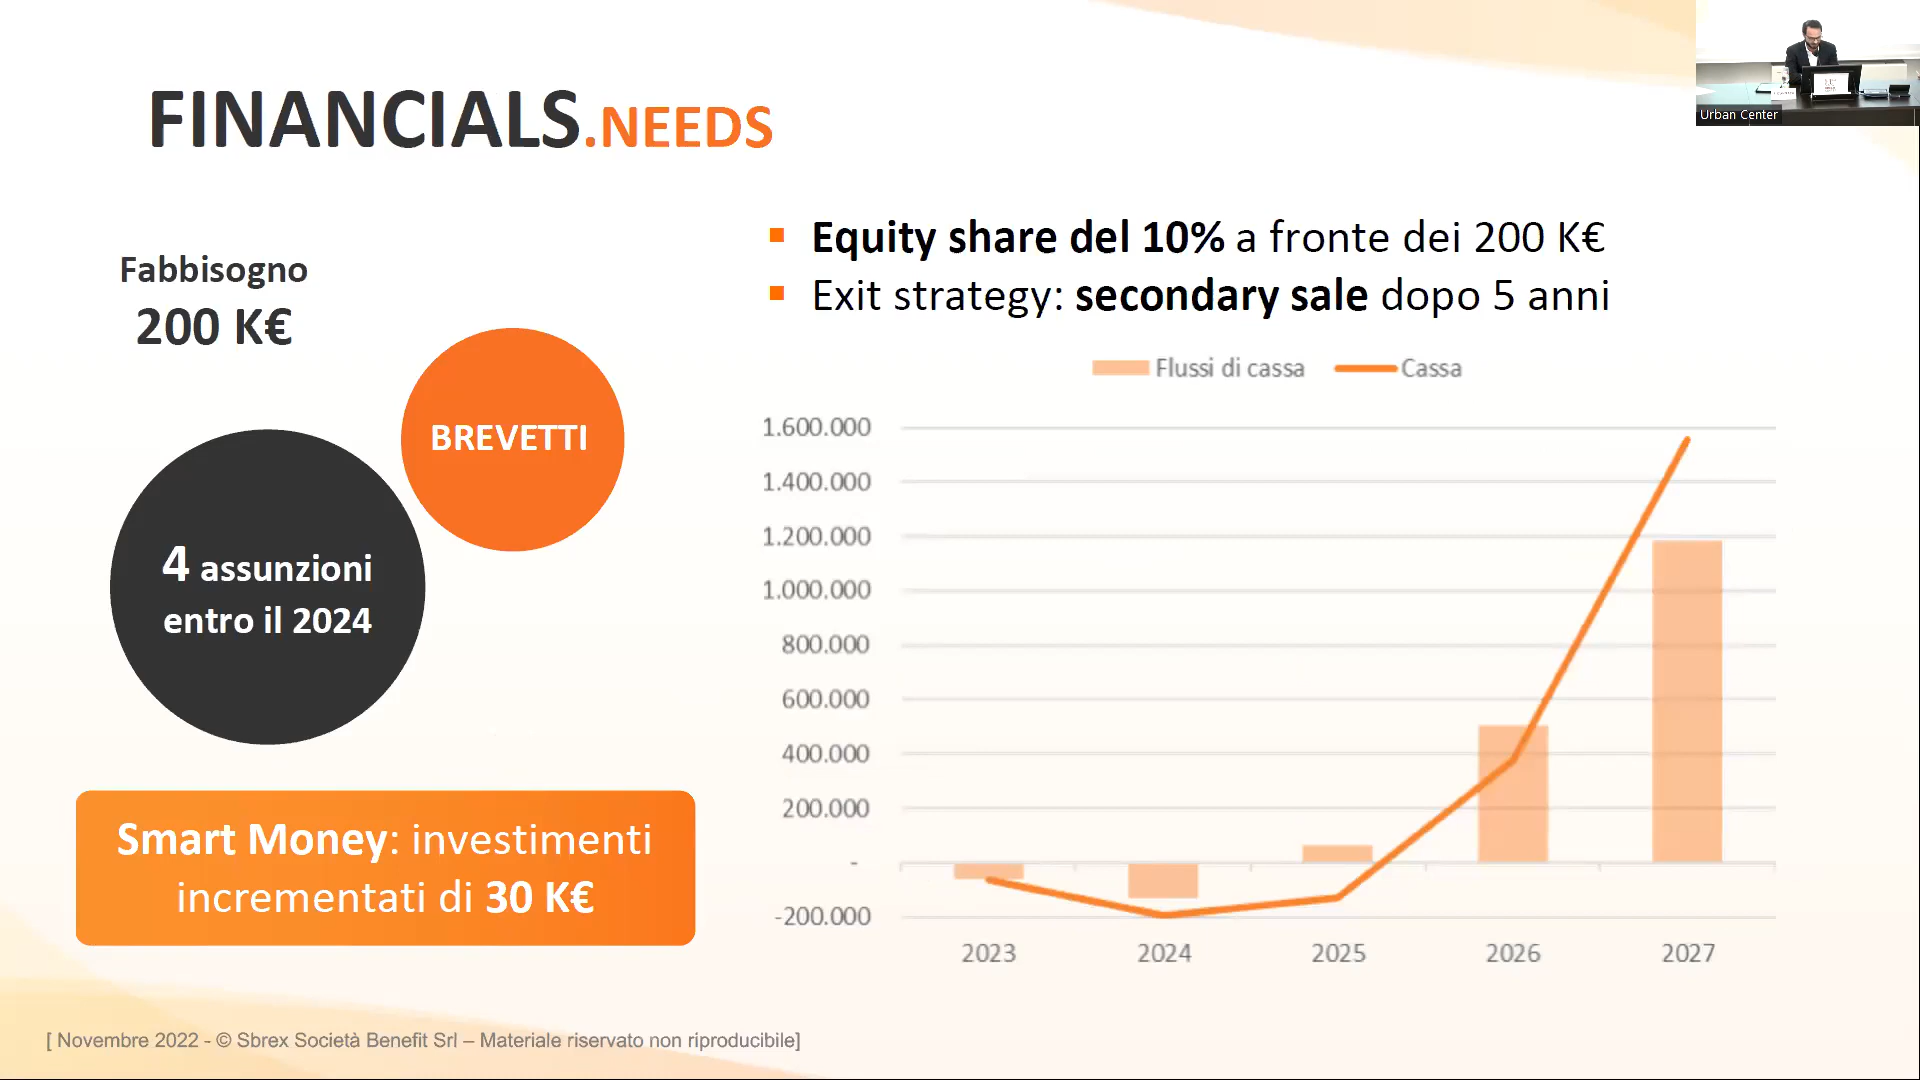 FINANCIALS.NEEDS
Urban Center
Fabbisogno
200 K€
BREVETTI
4 assunzioni
entro il 2024
Smart Money: investimenti
incrementati di 30 K€
▪ Equity share del 10% a fronte dei 200 K€
▪ Exit strategy: secondary sale dopo 5 anni
Flussi di cassa Cassa
1.600.000
1.400.000
1.200.000
1.000.000
800.000
600.000
400.000
200.000
-
-200.000
2023 2024 2025 2026 2027
[ Novembre 2022 - © Sbrex Società Benefit Srl – Materiale riservato non riproducibile]